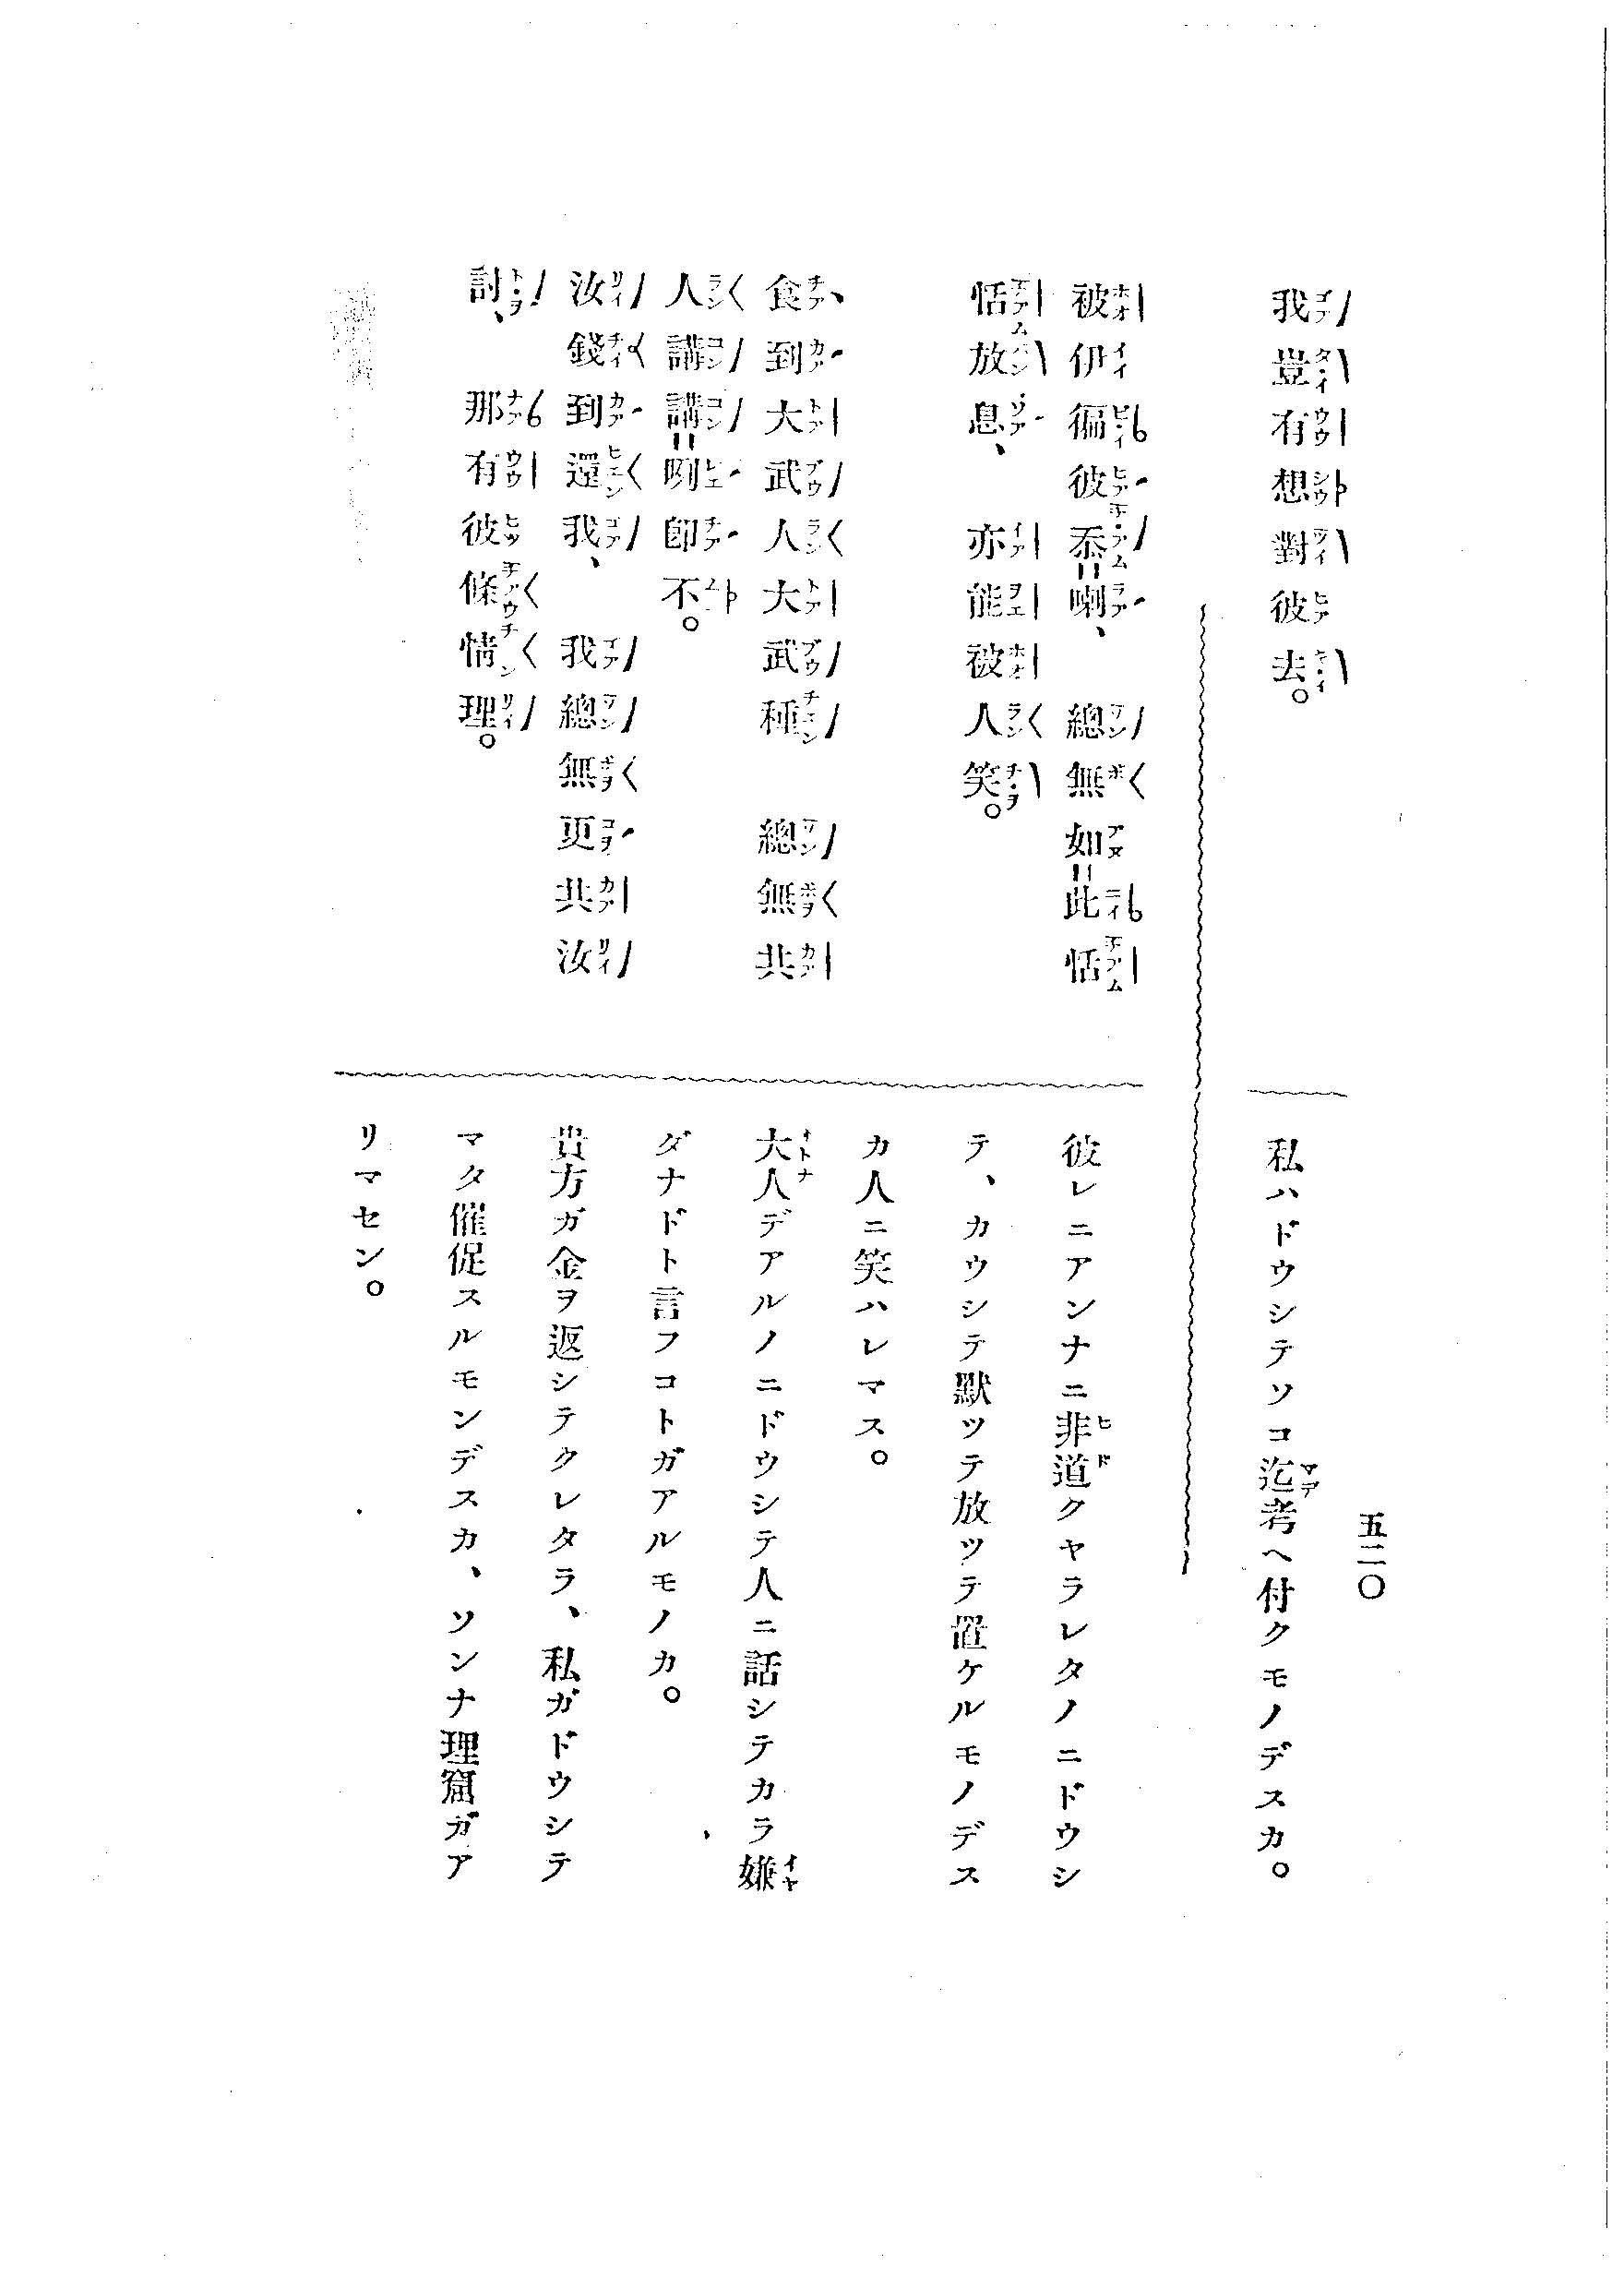 五二〇
我豈有想對彼去。
私ハドウシテソコ迄考ヘ付クモノデスカ。
被伊徧彼忝喇、總無如此恬
恬放息、亦能被人笑。
彼レニアンナニ非道クヤラレタノニドウシ
テ、カウシテ默ツテ放ツテ置ケルモノデス
カ人ニ笑ハレマス。
食到大武人大武種 總無共
人講講咧卽不。
大人デアルノニドウシテ人ニ話シテカラ嫌
ダナドト言フコトガアルモノカ。
汝錢到還我、我總無更共汝
討、那有彼條情理。
貴方ガ金ヲ返シテクレタラ、私ガドウシテ
マタ催促スルモンデスカ、ソンナ理窟ガア
リマセン。